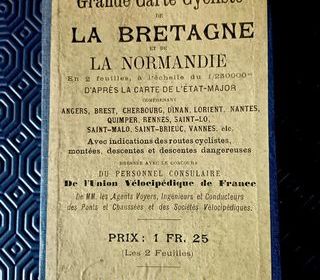 Grande Carte Cycliste
DE
LA BRETAGNE
ET DE
LA NORMANDIE
En 2 feuilles, à l'échelle du 1/250000e
D'APRÈS LA CARTE DE L'ÉTAT-MAJOR
COMPRENANT
ANGERS, BREST, CHERBOURG, DINAN, LORIENT, NANTES,
QUIMPER, RENNES, SAINT-LO,
SAINT-MALO, SAINT-BRIEUC, VANNES, etc.
Avec indications des routes cyclistes,
montées, descentes et descentes dangereuses
DRESSÉE AVEC LE CONCOURS
DU PERSONNEL CONSULAIRE
De l'Union Vélocipédique de France
De MM. les Agents Voyers, Ingénieurs et Conducteurs
des Ponts et Chaussées et des Sociétés Vélocipédiques.
PRIX : 1 FR. 25
(Les 2 Feuilles)